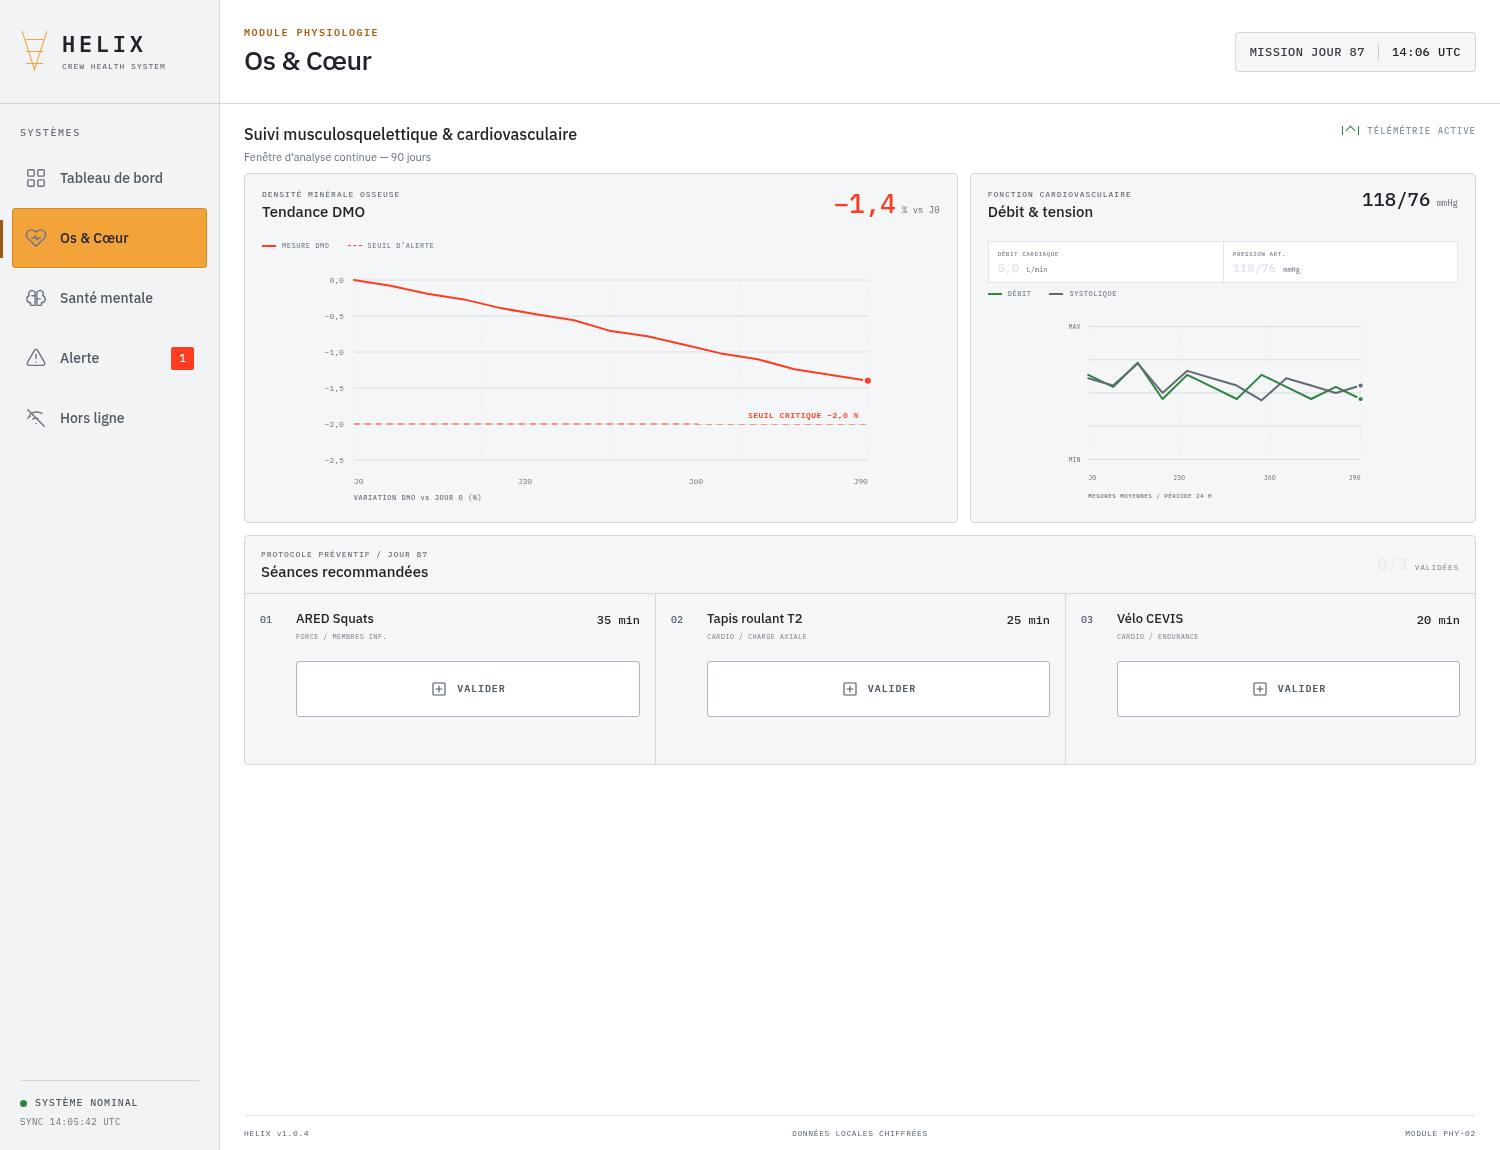 HELIX
CREW HEALTH SYSTEM
SYSTÈMES
Tableau de bord
Os & Cœur
Santé mentale
Alerte
1
Hors ligne
SYSTÈME NOMINAL
SYNC 14:05:42 UTC
MODULE PHYSIOLOGIE
Os & Cœur
MISSION JOUR 87
14:06 UTC
Suivi musculosquelettique & cardiovasculaire
Fenêtre d'analyse continue — 90 jours
TÉLÉMÉTRIE ACTIVE
DENSITÉ MINÉRALE OSSEUSE
Tendance DMO
−1,4 % vs J0
MESURE DMO
SEUIL D'ALERTE
0,0
−0,5
−1,0
−1,5
−2,0
−2,5
SEUIL CRITIQUE −2,0 %
J0
J30
J60
J90
VARIATION DMO vs JOUR 0 (%)
FONCTION CARDIOVASCULAIRE
Débit & tension
118/76 mmHg
DÉBIT CARDIAQUE
5,0 L/min
PRESSION ART.
118/76 mmHg
DÉBIT
SYSTOLIQUE
MAX
MIN
J0
J30
J60
J90
MESURES MOYENNES / PÉRIODE 24 H
PROTOCOLE PRÉVENTIF / JOUR 87
Séances recommandées
0/3 VALIDÉES
01
ARED Squats
35 min
FORCE / MEMBRES INF.
VALIDER
02
Tapis roulant T2
25 min
CARDIO / CHARGE AXIALE
VALIDER
03
Vélo CEVIS
20 min
CARDIO / ENDURANCE
VALIDER
HELIX v1.0.4
DONNÉES LOCALES CHIFFRÉES
MODULE PHY-02